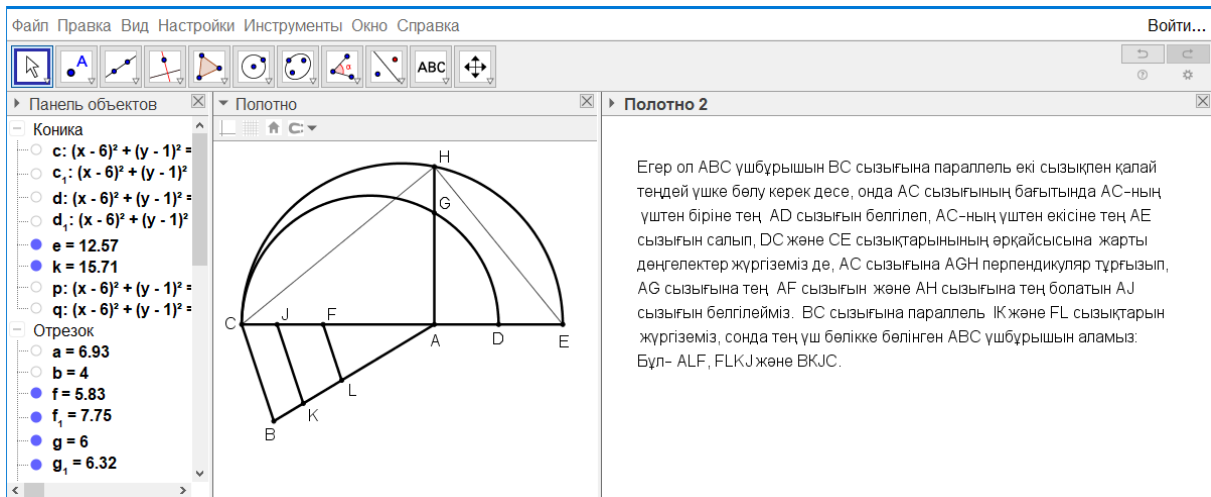 Файл Правка Вид Настройки Инструменты Окно Справка
Войти...
A
α
ABC
Панель объектов
Коника
c: (x - 6)² + (y - 1)² =
c₁: (x - 6)² + (y - 1)²
d: (x - 6)² + (y - 1)² =
d₁: (x - 6)² + (y - 1)²
e = 12.57
k = 15.71
p: (x - 6)² + (y - 1)² =
q: (x - 6)² + (y - 1)² =
Отрезок
a = 6.93
b = 4
f = 5.83
f₁ = 7.75
g = 6
g₁ = 6.32
Полотно
H
G
C
J
F
A
D
E
L
K
B
Полотно 2
Егер ол ABC үшбұрышын BC сызығына параллель екі сызықпен қалай
теңдей үшке бөлу керек десе, онда AC сызығының бағытында AC-ның
үштен біріне тең AD сызығын белгілеп, AC-ның үштен екісіне тең AE
сызығын салып, DC және CE сызықтарынының әрқайсысына жарты
дөңгелектер жүргіземіз де, AC сызығына AGH перпендикуляр тұрғызып,
AG сызығына тең AF сызығын және AH сызығына тең болатын AJ
сызығын белгілейміз. BC сызығына параллель IK және FL сызықтарын
жүргіземіз, сонда тең үш бөлікке бөлінген ABC үшбұрышын аламыз:
Бұл- ALF, FLKJ және BKJC.